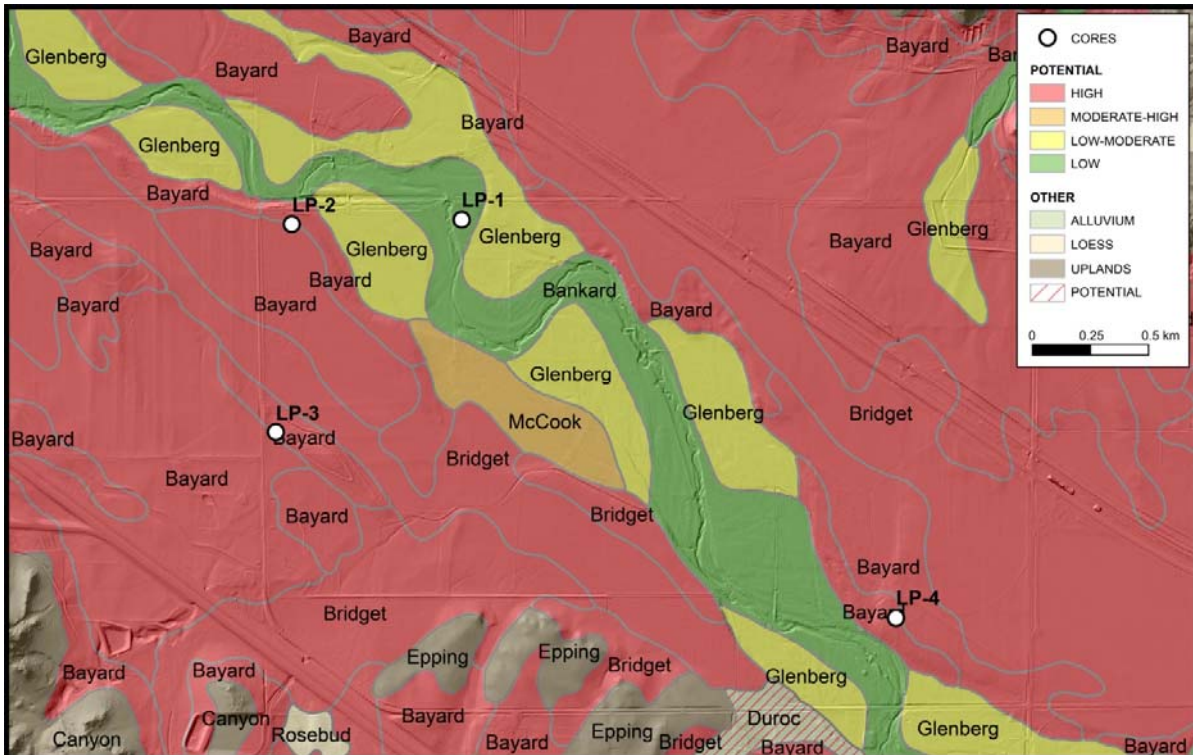 Bayard
Bayard
Ban
Glenberg
Bayard
Bayard
Glenberg
Bayard
LP-2
LP-1
Glenberg
Bayard
Glenberg
Glenberg
Bayard
Bayard
Bayard
Bayard
Bankard
Bayard
Glenberg
Glenberg
McCook
LP-3
Bayard
Bridget
Bridget
Bayard
Bayard
Bridget
Bayard
Bayard
LP-4
Bridget
Epping
Epping
Bridget
Bayard
Bayard
Glenberg
Canyon
Bayard
Duroc
Glenberg
Canyon
Rosebud
Epping
Bridget
Bayard
Bayard
CORES
POTENTIAL
HIGH
MODERATE-HIGH
LOW-MODERATE
LOW
OTHER
ALLUVIUM
LOESS
UPLANDS
POTENTIAL
0 0.25 0.5 km